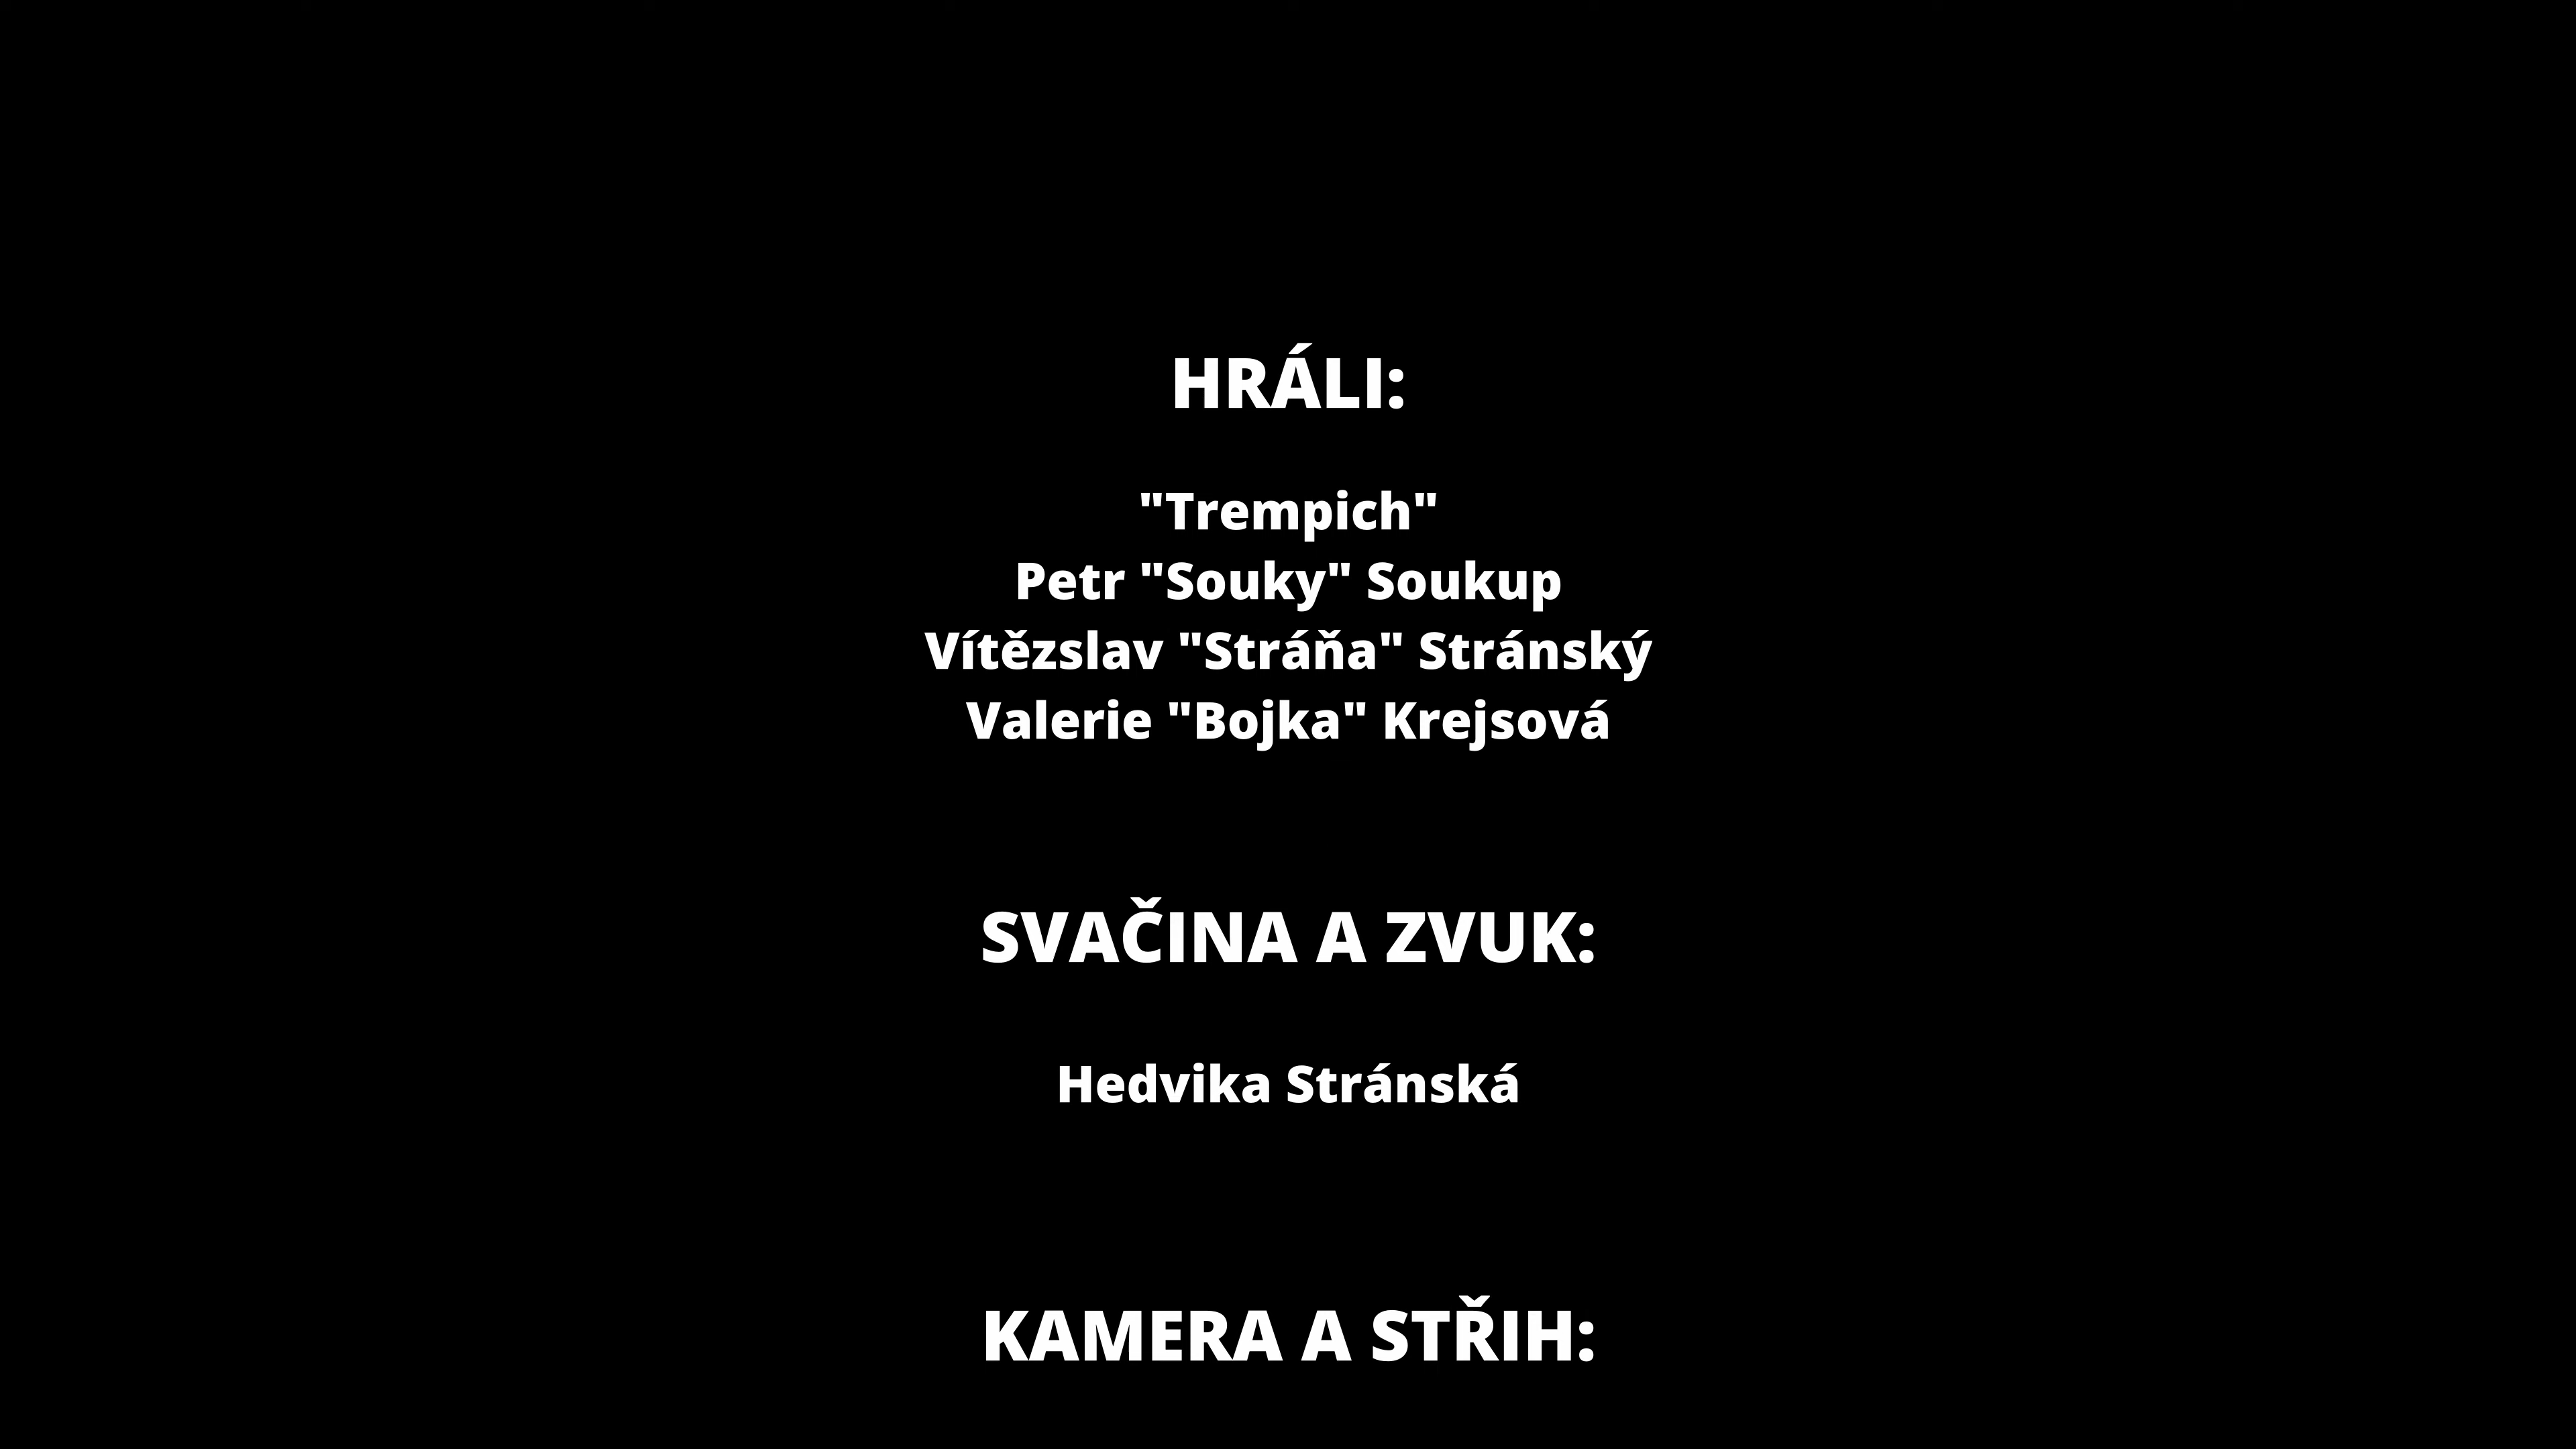 HRÁLI:
"Trempich"
Petr "Souky" Soukup
Vítězslav "Stráňa" Stránský
Valerie "Bojka" Krejsová
SVAČINA A ZVUK:
Hedvika Stránská
KAMERA A STŘIH: